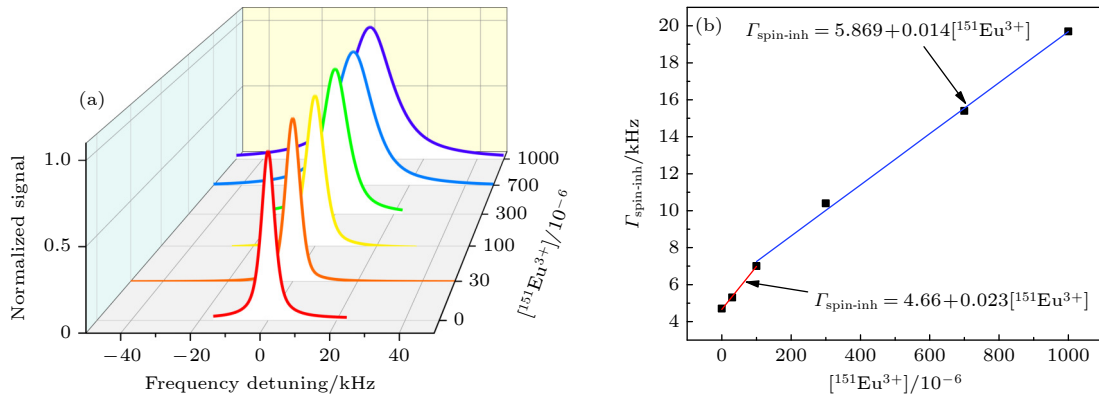 (a)
Normalized signal
1.0
0.5
0
−40 −20 0 20 40
Frequency detuning/kHz
1000
700
300
100
30
0
[¹⁵¹Eu³⁺]/10⁻⁶
(b)
Γspin-inh = 5.869+0.014[¹⁵¹Eu³⁺]
Γspin-inh = 4.66+0.023[¹⁵¹Eu³⁺]
Γspin-inh/kHz
20
18
16
14
12
10
8
6
4
0 200 400 600 800 1000
[¹⁵¹Eu³⁺]/10⁻⁶